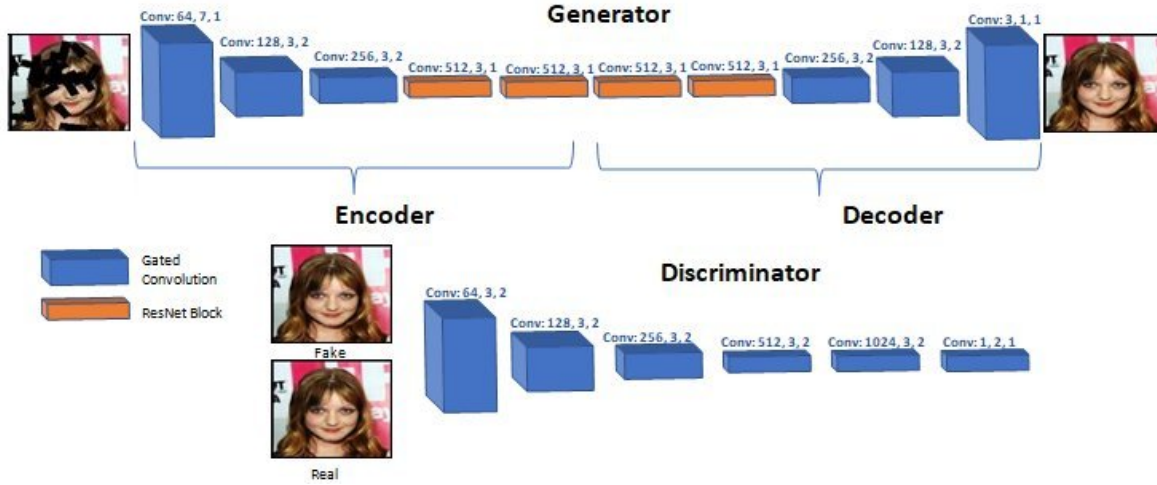 Generator
Conv: 64, 7, 1
Conv: 128, 3, 2
Conv: 256, 3, 2
Conv: 512, 3, 1
Conv: 512, 3, 1
Conv: 512, 3, 1
Conv: 512, 3, 1
Conv: 256, 3, 2
Conv: 128, 3, 2
Conv: 3, 1, 1
Encoder
Decoder
Gated
Convolution
ResNet Block
Fake
Real
Discriminator
Conv: 64, 3, 2
Conv: 128, 3, 2
Conv: 256, 3, 2
Conv: 512, 3, 2
Conv: 1024, 3, 2
Conv: 1, 2, 1